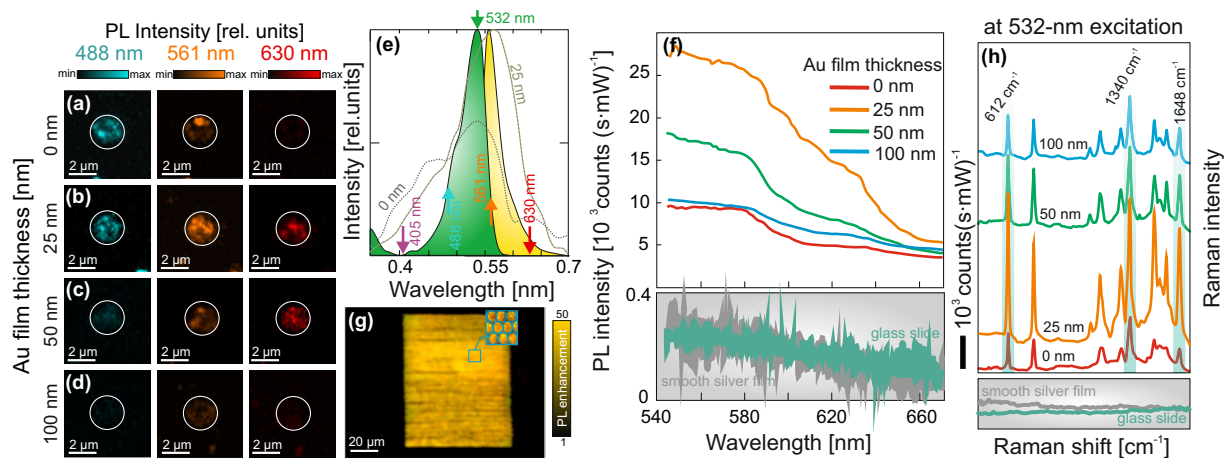 PL Intensity [rel. units]
488 nm
561 nm
630 nm
min
max
min
max
min
max
Au film thickness [nm]
0 nm
(a)
2 µm
2 µm
2 µm
25 nm
(b)
2 µm
2 µm
2 µm
50 nm
(c)
2 µm
2 µm
2 µm
100 nm
(d)
2 µm
2 µm
2 µm
532 nm
(e)
25 nm
0 nm
405 nm
488 nm
561 nm
630 nm
Intensity [rel.units]
0.4
0.55
0.7
Wavelength [nm]
(g)
20 µm
50
PL enhancement
1
(f)
Au film thickness
0 nm
25 nm
50 nm
100 nm
25
20
15
10
5
0.4
0
PL intensity [10 ³ counts (s·mW)⁻¹
glass slide
smooth silver film
540
580
620
660
Wavelength [nm]
at 532-nm excitation
(h)
612 cm⁻¹
1340 cm⁻¹
1648 cm⁻¹
100 nm
50 nm
25 nm
0 nm
10³ counts(s·mW)⁻¹
Raman intensity
smooth silver film
glass slide
Raman shift [cm⁻¹]